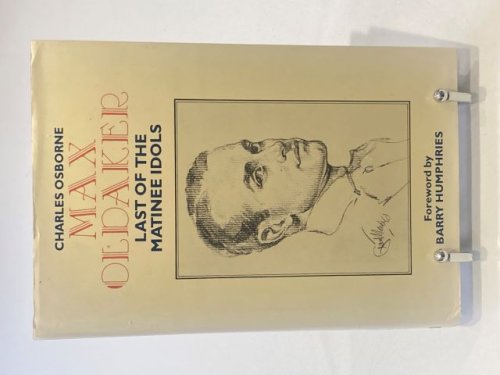 CHARLES OSBORNE
MAX
OLDAKER
LAST OF THE
MATINEE IDOLS
Foreword by
BARRY HUMPHRIES